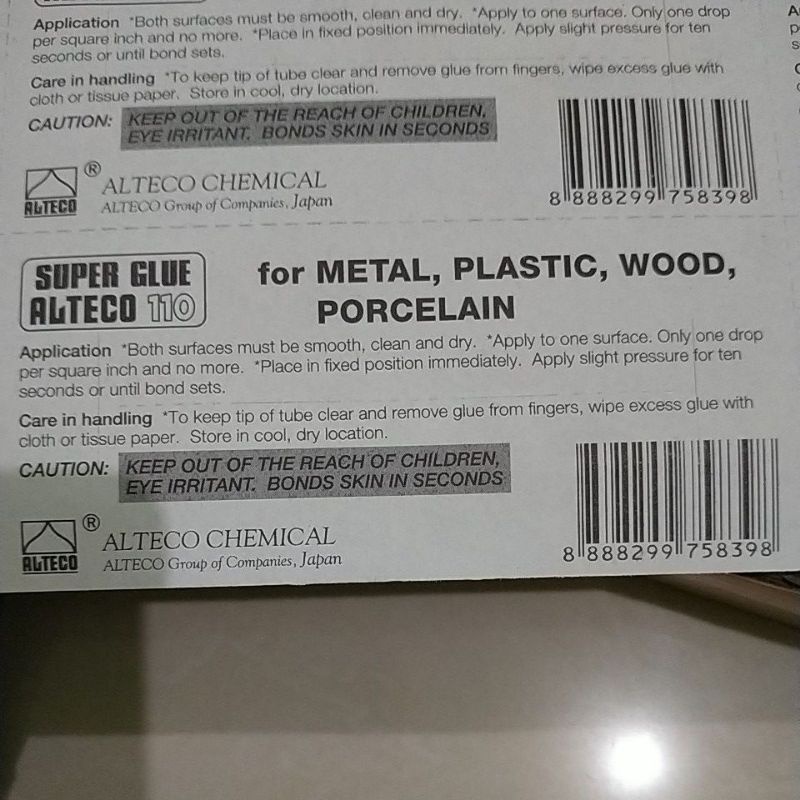 Application *Both surfaces must be smooth, clean and dry. *Apply to one surface. Only one drop
per square inch and no more. *Place in fixed position immediately. Apply slight pressure for ten
seconds or until bond sets.
Care in handling *To keep tip of tube clear and remove glue from fingers, wipe excess glue with
cloth or tissue paper. Store in cool, dry location.
CAUTION: KEEP OUT OF THE REACH OF CHILDREN,
EYE IRRITANT. BONDS SKIN IN SECONDS
ALTECO
® ALTECO CHEMICAL
ALTECO Group of Companies, Japan
8 888299 758398
SUPER GLUE
ALTECO 110
for METAL, PLASTIC, WOOD,
PORCELAIN
Application *Both surfaces must be smooth, clean and dry. *Apply to one surface. Only one drop
per square inch and no more. *Place in fixed position immediately. Apply slight pressure for ten
seconds or until bond sets.
Care in handling *To keep tip of tube clear and remove glue from fingers, wipe excess glue with
cloth or tissue paper. Store in cool, dry location.
CAUTION: KEEP OUT OF THE REACH OF CHILDREN,
EYE IRRITANT. BONDS SKIN IN SECONDS
ALTECO
® ALTECO CHEMICAL
ALTECO Group of Companies, Japan
8 888299 758398